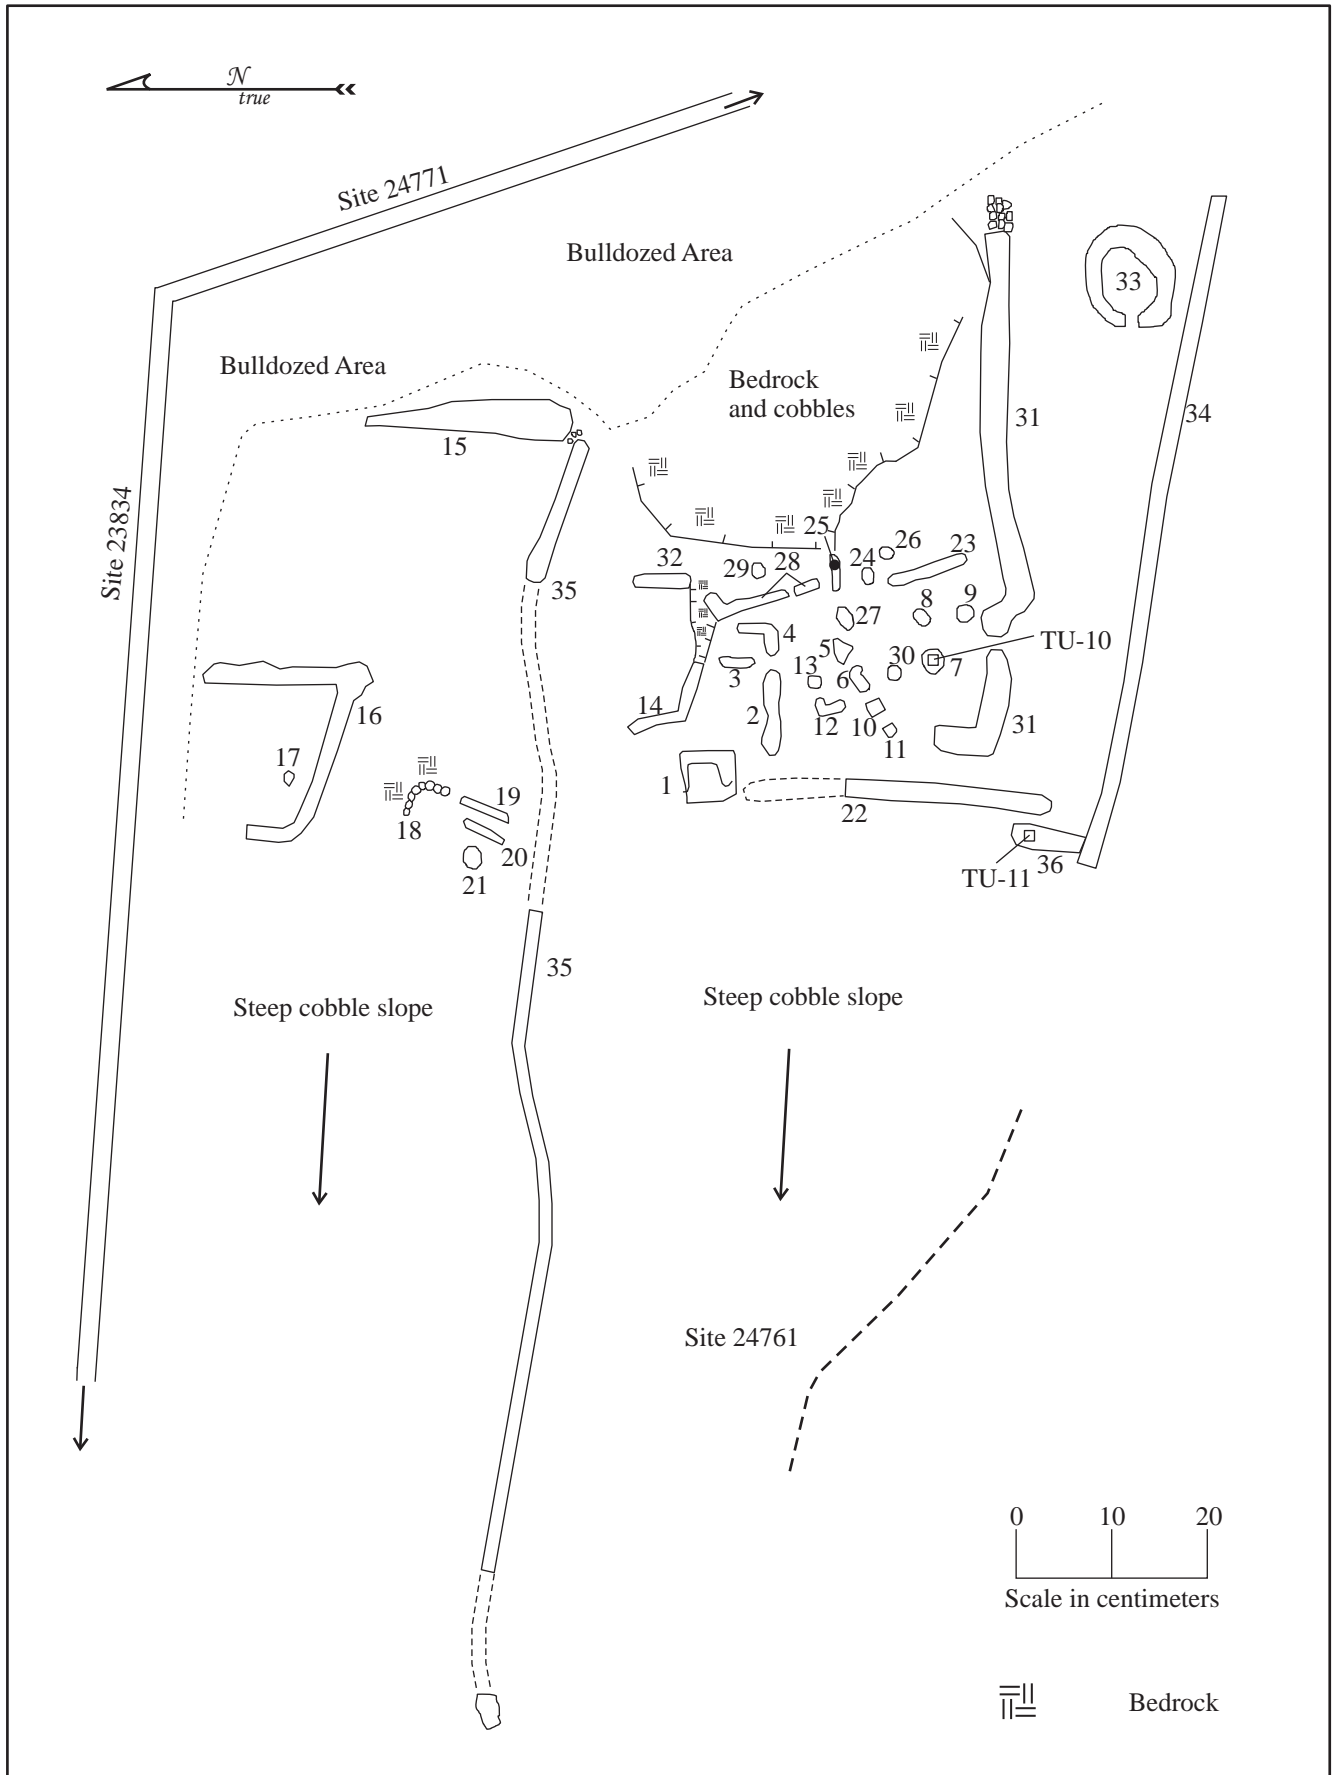 N
true
Site 24771
Bulldozed Area
Bulldozed Area
Bedrock
and cobbles
33
31
34
15
Site 23834
25
26
23
32
29
28
24
35
8
9
27
4
TU-10
5
30
7
13
3
6
14
16
2
12
10
31
11
17
1
19
22
18
20
36
TU-11
21
35
Steep cobble slope
Steep cobble slope
Site 24761
0 10 20
Scale in centimeters
Bedrock